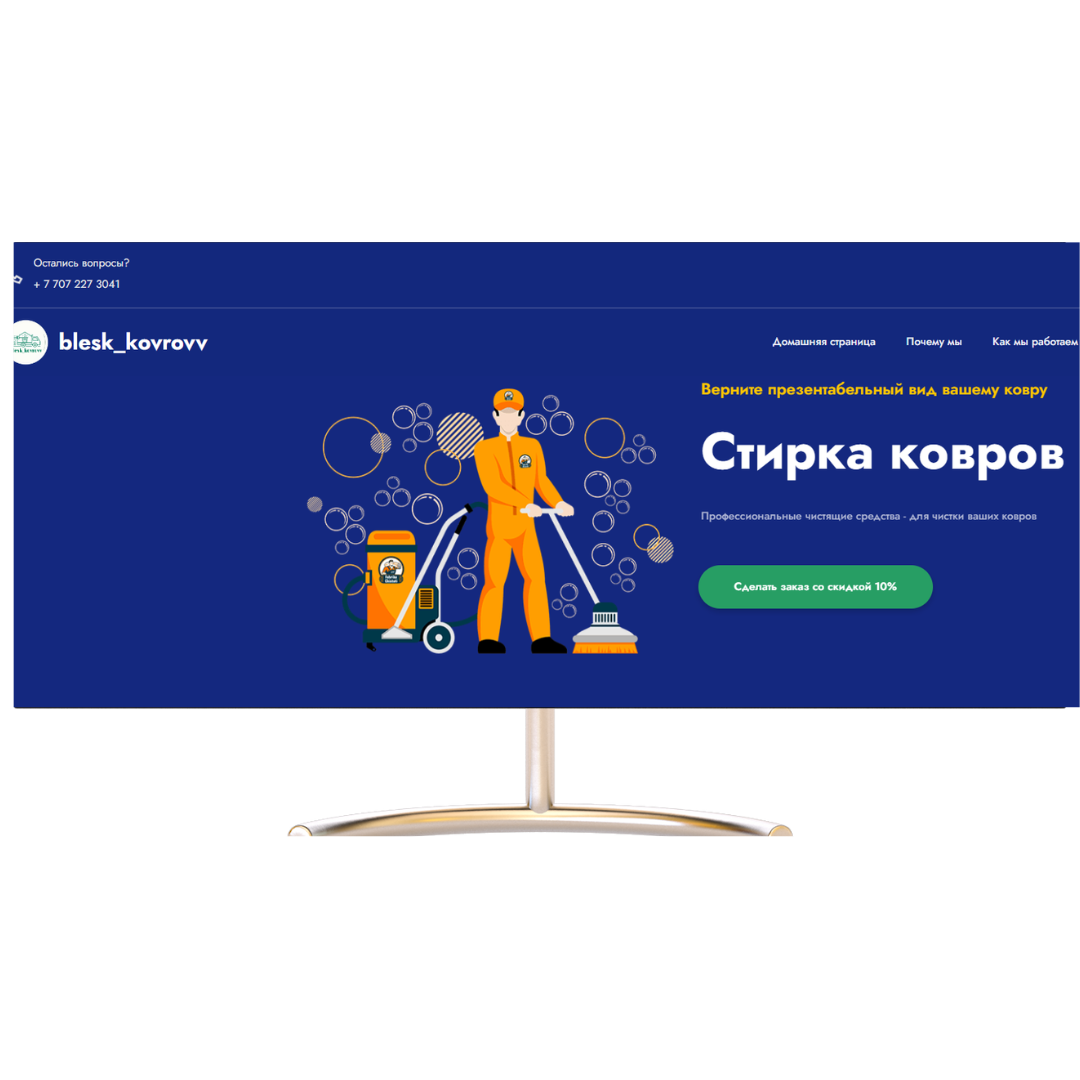 Остались вопросы?
+ 7 707 227 3041
blesk_kovrovv
Домашняя страница
Почему мы
Как мы работаем
Верните презентабельный вид вашему ковру
Стирка ковров
Профессиональные чистящие средства - для чистки ваших ковров
Сделать заказ со скидкой 10%